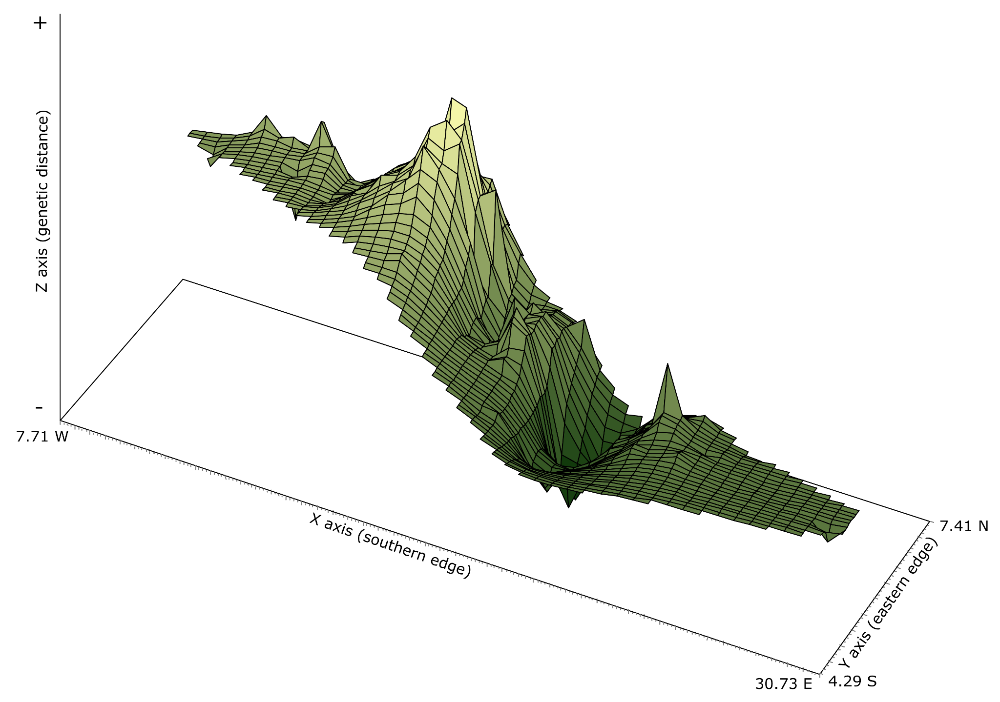 +
Z axis (genetic distance)
-
7.71 W
X axis (southern edge)
30.73 E
4.29 S
Y axis (eastern edge)
7.41 N